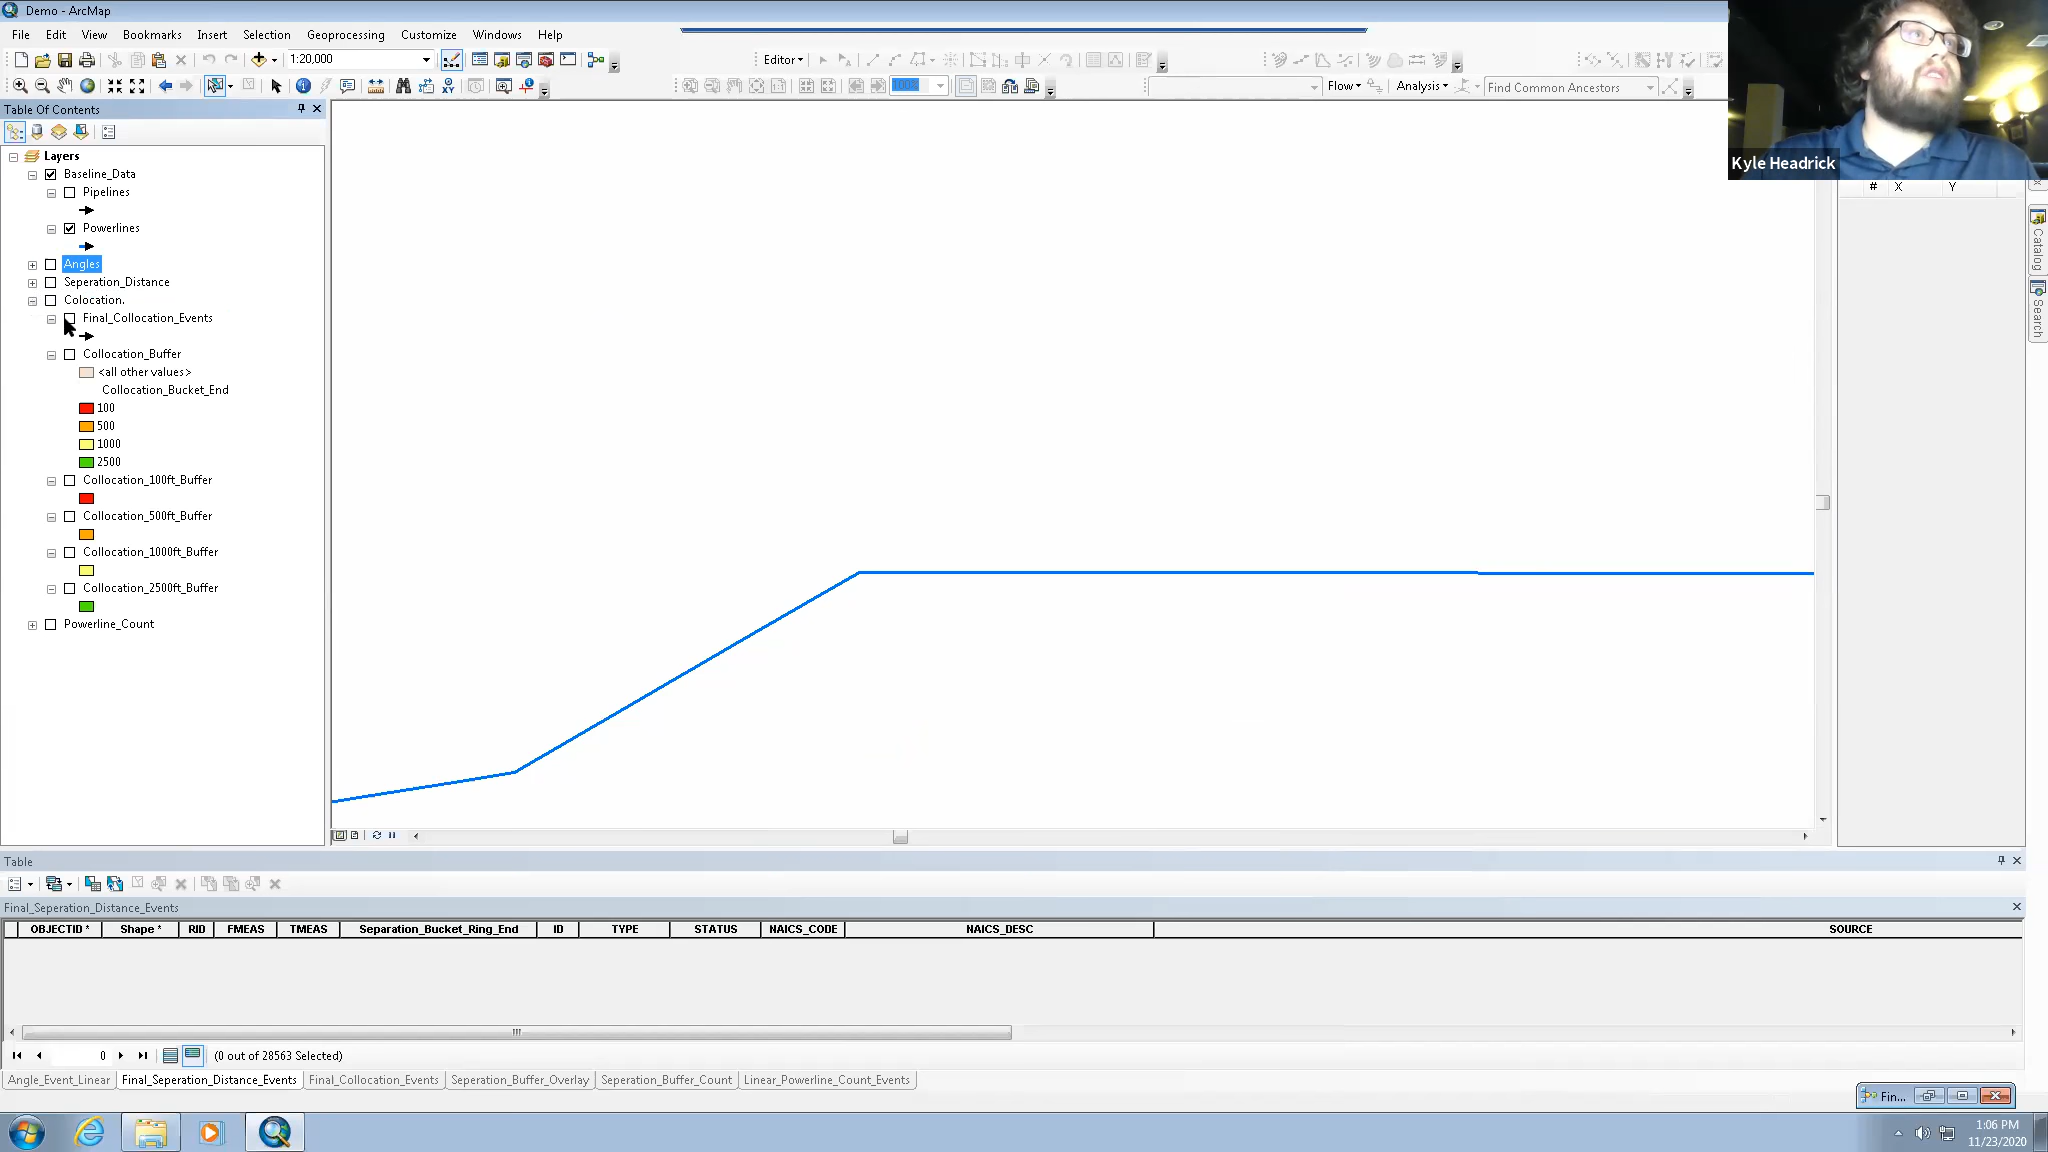 Demo - ArcMap
File Edit View Bookmarks Insert Selection Geoprocessing Customize Windows Help
1:20,000
Editor
100%
Flow Analysis Find Common Ancestors
Kyle Headrick
Table Of Contents
# X Y
Layers
Baseline_Data
Pipelines
Powerlines
Angles
Seperation_Distance
Colocation.
Final_Collocation_Events
Collocation_Buffer
<all other values>
Collocation_Bucket_End
100
500
1000
2500
Collocation_100ft_Buffer
Collocation_500ft_Buffer
Collocation_1000ft_Buffer
Collocation_2500ft_Buffer
Powerline_Count
Catalog
Search
Table
Final_Seperation_Distance_Events
OBJECTID * Shape * RID FMEAS TMEAS Separation_Bucket_Ring_End ID TYPE STATUS NAICS_CODE NAICS_DESC SOURCE
0 (0 out of 28563 Selected)
Angle_Event_Linear Final_Seperation_Distance_Events Final_Collocation_Events Seperation_Buffer_Overlay Seperation_Buffer_Count Linear_Powerline_Count_Events
Fin...
1:06 PM
11/23/2020